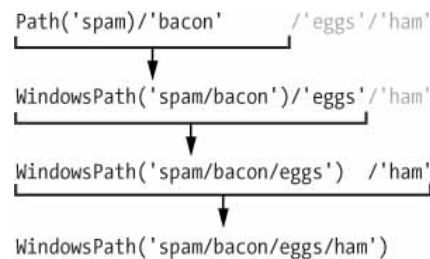 Path('spam)/'bacon' /'eggs'/'ham'
WindowsPath('spam/bacon')/'eggs'/'ham'
WindowsPath('spam/bacon/eggs') /'ham'
WindowsPath('spam/bacon/eggs/ham')